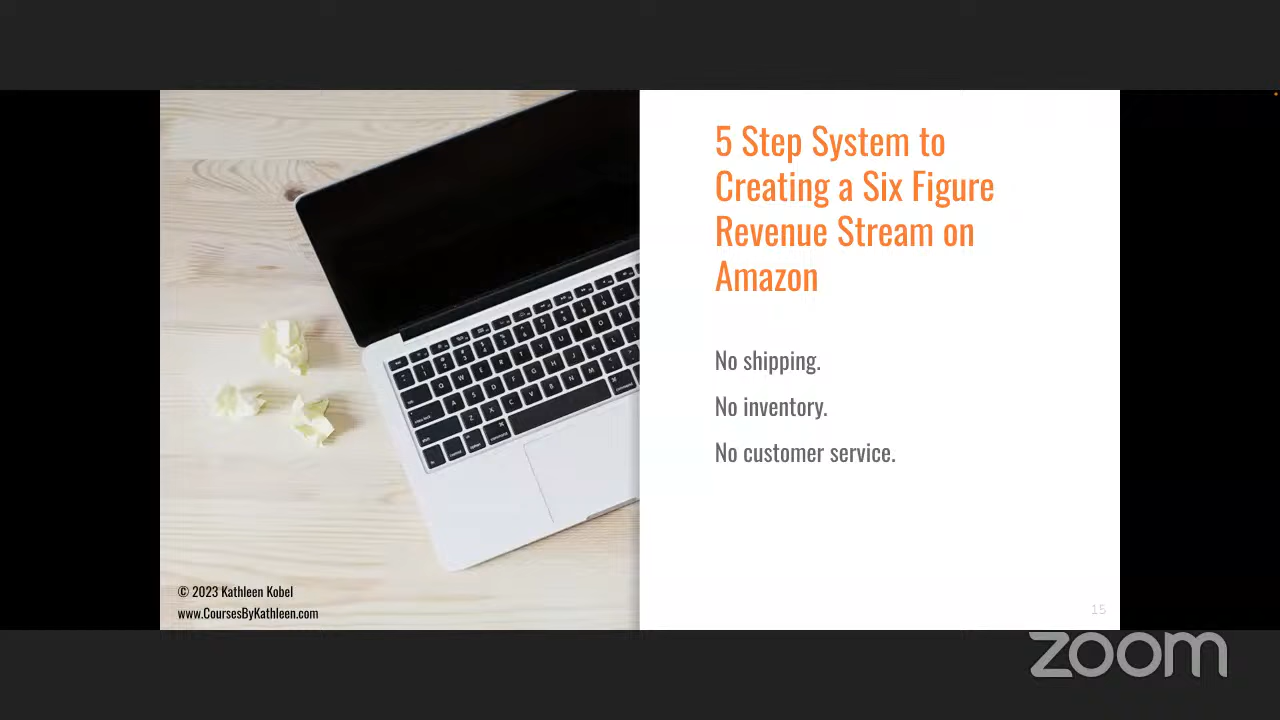 5 Step System to
Creating a Six Figure
Revenue Stream on
Amazon
No shipping.
No inventory.
No customer service.
© 2023 Kathleen Kobel
www.CoursesByKathleen.com
15
zoom